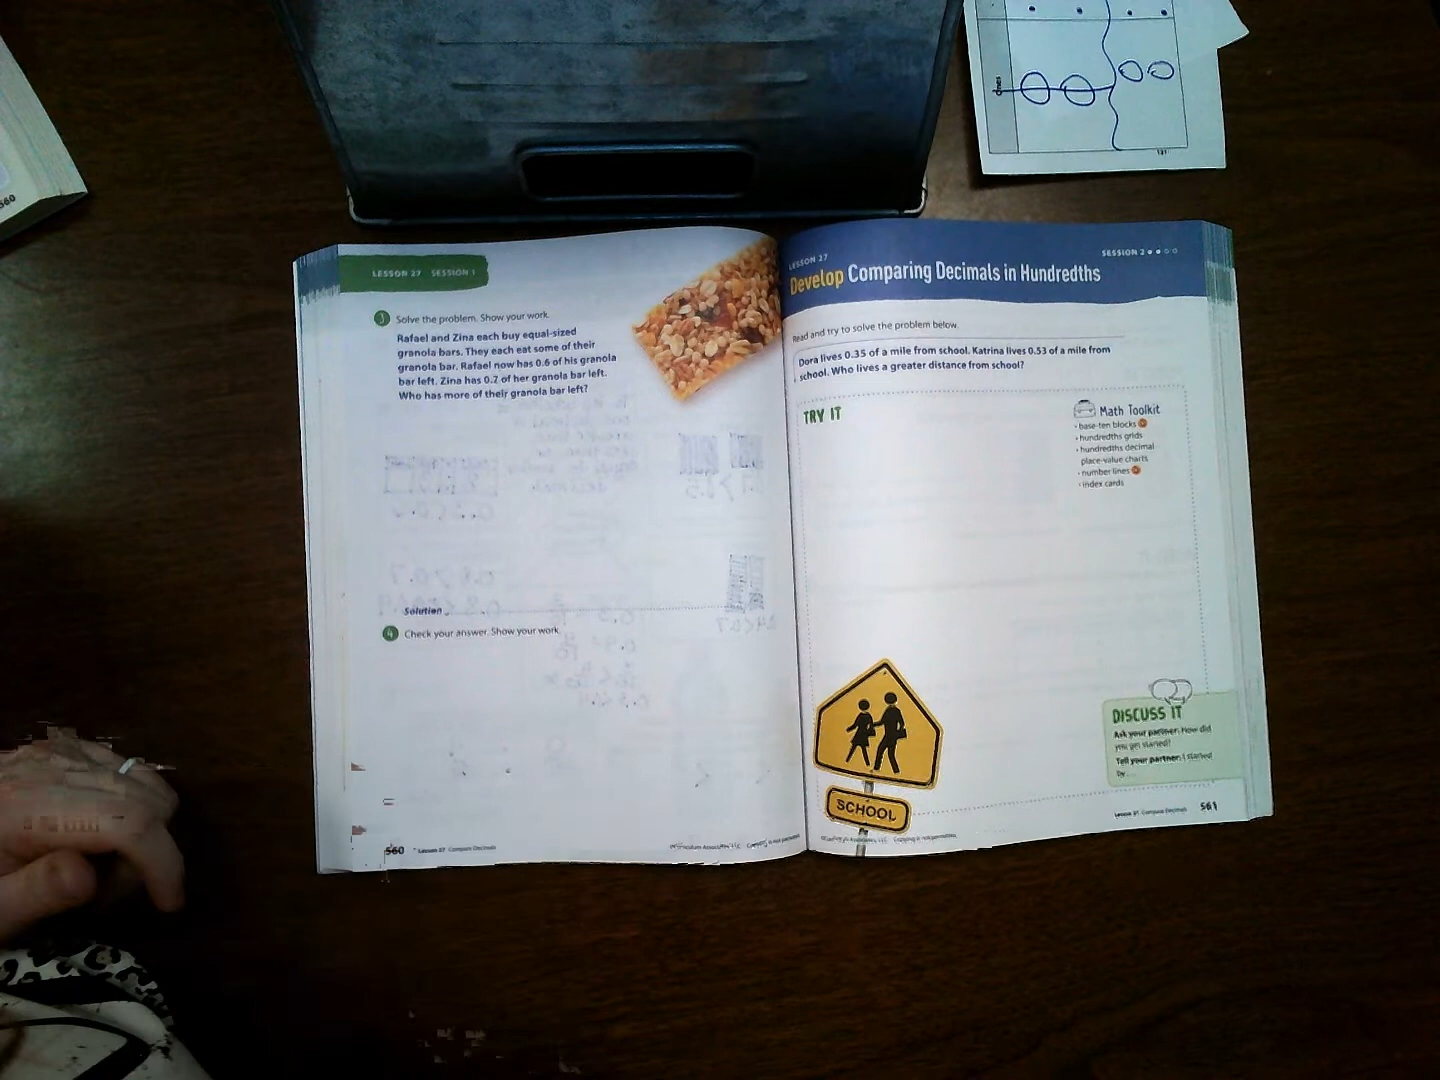 LESSON 27 SESSION 1
3 Solve the problem. Show your work.
Rafael and Zina each buy equal-sized
granola bars. They each eat some of their
granola bar. Rafael now has 0.6 of his granola
bar left. Zina has 0.7 of her granola bar left.
Who has more of their granola bar left?
Solution
4 Check your answer. Show your work.
560 Lesson 27 Compare Decimals
LESSON 27
SESSION 2
Develop Comparing Decimals in Hundredths
Read and try to solve the problem below.
Dora lives 0.35 of a mile from school. Katrina lives 0.53 of a mile from
school. Who lives a greater distance from school?
TRY IT
Math Toolkit
• base-ten blocks
• hundredths grids
• hundredths decimal
place-value charts
• number lines
• index cards
SCHOOL
DISCUSS IT
Ask your partner: How did
you get started?
Tell your partner: I started
by...
Lesson 27 Compare Decimals 561
560
131